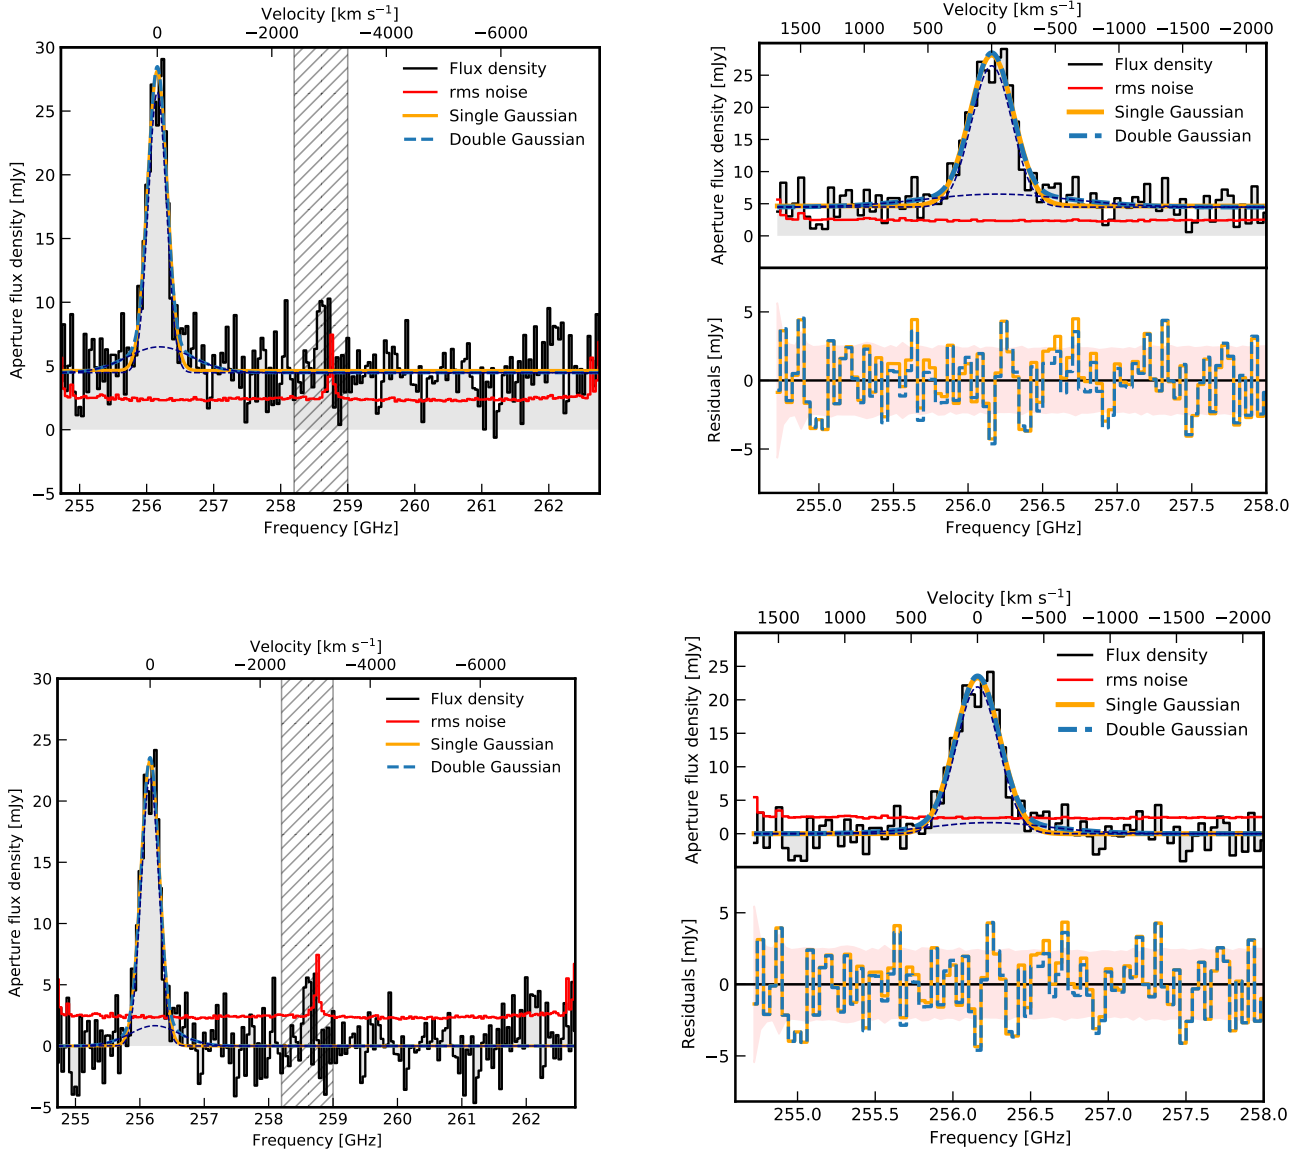 Velocity [km s⁻¹]
0 −2000 −4000 −6000
30
25
20
15
10
5
0
−5
Aperture flux density [mJy]
Flux density
rms noise
Single Gaussian
Double Gaussian
255 256 257 258 259 260 261 262
Frequency [GHz]
Velocity [km s⁻¹]
1500 1000 500 0 −500 −1000 −1500 −2000
25
20
15
10
5
0
Aperture flux density [mJy]
Flux density
rms noise
Single Gaussian
Double Gaussian
5
0
−5
Residuals [mJy]
255.0 255.5 256.0 256.5 257.0 257.5 258.0
Frequency [GHz]
Velocity [km s⁻¹]
0 −2000 −4000 −6000
30
25
20
15
10
5
0
−5
Aperture flux density [mJy]
Flux density
rms noise
Single Gaussian
Double Gaussian
255 256 257 258 259 260 261 262
Frequency [GHz]
Velocity [km s⁻¹]
1500 1000 500 0 −500 −1000 −1500 −2000
25
20
15
10
5
0
Aperture flux density [mJy]
Flux density
rms noise
Single Gaussian
Double Gaussian
5
0
−5
Residuals [mJy]
255.0 255.5 256.0 256.5 257.0 257.5 258.0
Frequency [GHz]